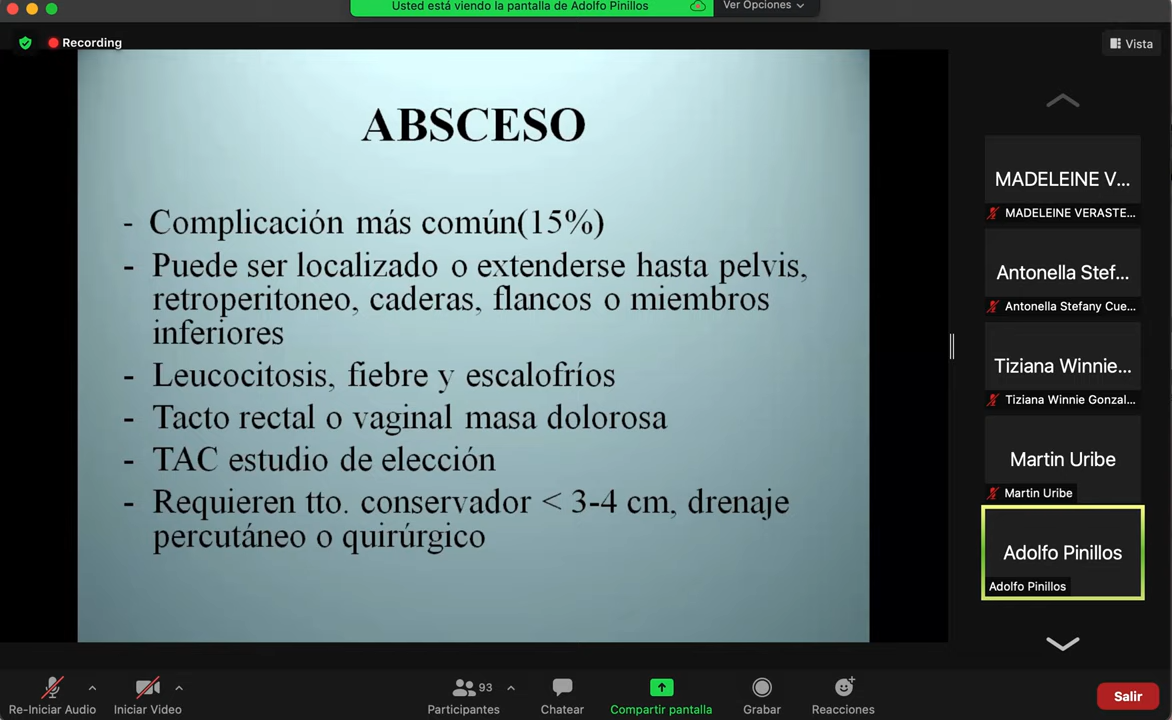 Usted está viendo la pantalla de Adolfo Pinillos
Ver Opciones
Recording
Vista
ABSCESO
- Complicación más común(15%)
- Puede ser localizado o extenderse hasta pelvis,
retroperitoneo, caderas, flancos o miembros
inferiores
- Leucocitosis, fiebre y escalofríos
- Tacto rectal o vaginal masa dolorosa
- TAC estudio de elección
- Requieren tto. conservador < 3-4 cm, drenaje
percutáneo o quirúrgico
MADELEINE V...
MADELEINE VERASTE...
Antonella Stef...
Antonella Stefany Cue...
Tiziana Winnie...
Tiziana Winnie Gonzal...
Martin Uribe
Martin Uribe
Adolfo Pinillos
Adolfo Pinillos
Re-Iniciar Audio
Iniciar Video
93
Participantes
Chatear
Compartir pantalla
Grabar
Reacciones
Salir